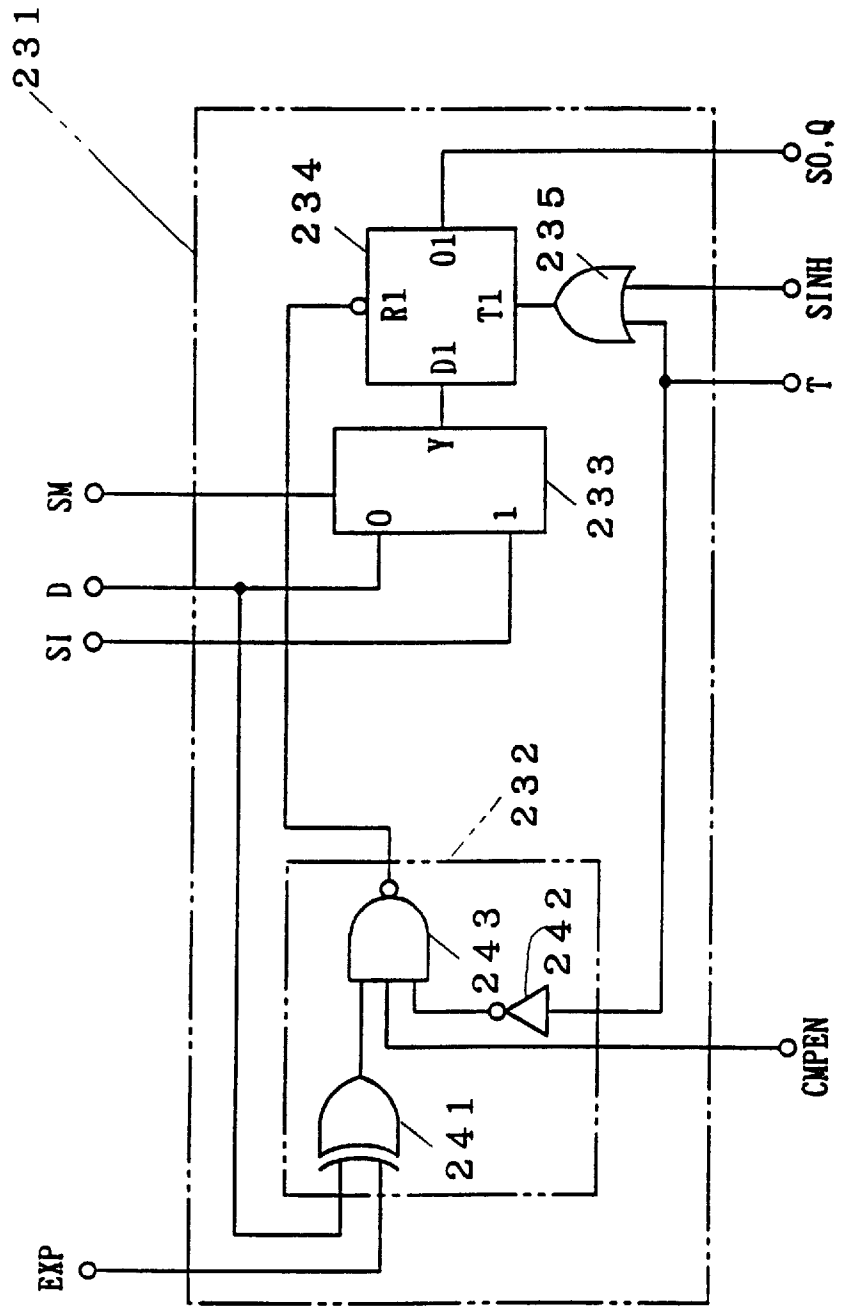 231
SM
D
SI
EXP
234
R1
O1
D1
T1
235
0
1
Y
233
232
243
242
241
SO,Q
SINH
T
CMPEN